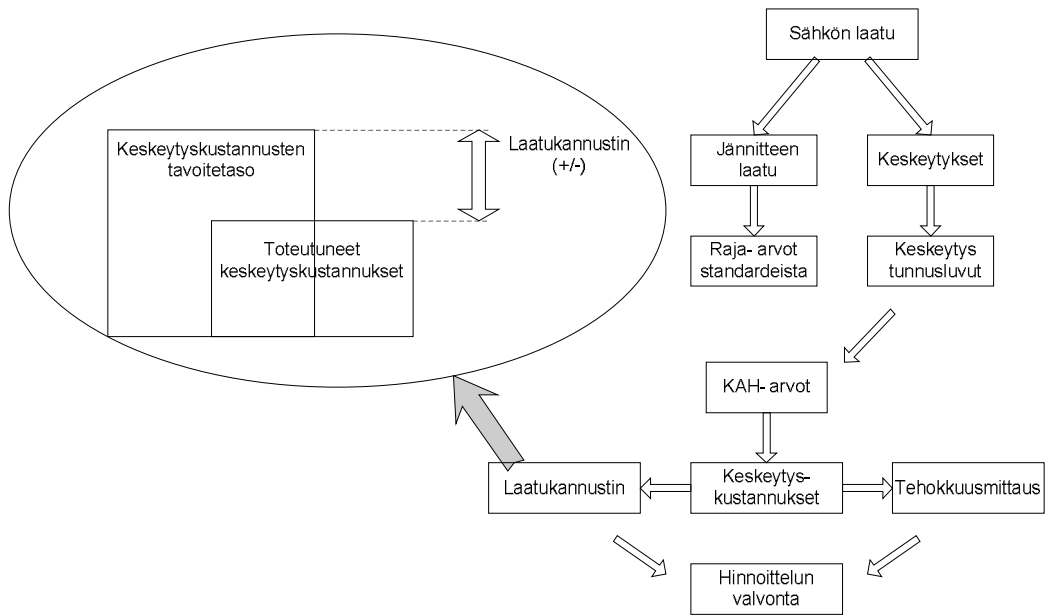 Sähkön laatu
Keskeytyskustannusten
tavoitetaso
Laatukannustin
(+/-)
Jännitteen
laatu
Keskeytykset
Toteutuneet
keskeytyskustannukset
Raja- arvot
standardeista
Keskeytys
tunnusluvut
KAH- arvot
Laatukannustin
Keskeytys-
kustannukset
Tehokkuusmittaus
Hinnoittelun
valvonta